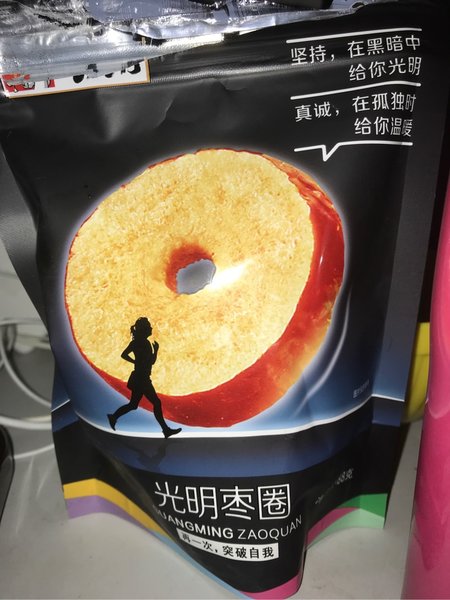 坚持，在黑暗中
给你光明
真诚，在孤独时
给你温暖
光明枣圈
UANGMING ZAOQUAN
再一次，突破自我